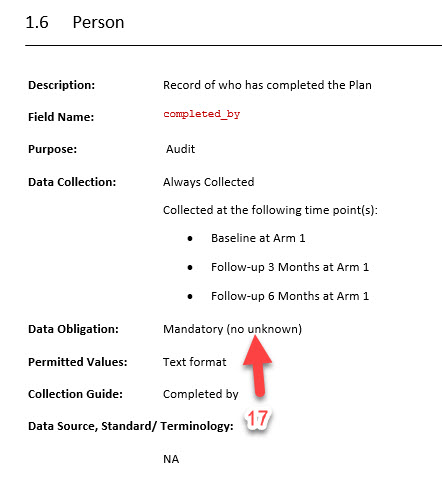 1.6 Person
Description: Record of who has completed the Plan
Field Name: completed_by
Purpose: Audit
Data Collection: Always Collected
Collected at the following time point(s):
• Baseline at Arm 1
• Follow-up 3 Months at Arm 1
• Follow-up 6 Months at Arm 1
Data Obligation: Mandatory (no unknown)
Permitted Values: Text format
Collection Guide: Completed by
Data Source, Standard/ Terminology: 17
NA